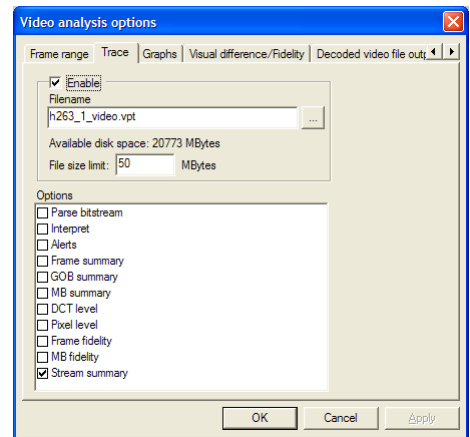 Video analysis options
Frame range Trace Graphs Visual difference/Fidelity Decoded video file outp
Enable
Filename
h263_1_video.vpt
...
Available disk space: 20773 MBytes
File size limit: 50 MBytes
Options
Parse bitstream
Interpret
Alerts
Frame summary
GOB summary
MB summary
DCT level
Pixel level
Frame fidelity
MB fidelity
Stream summary
OK Cancel Apply